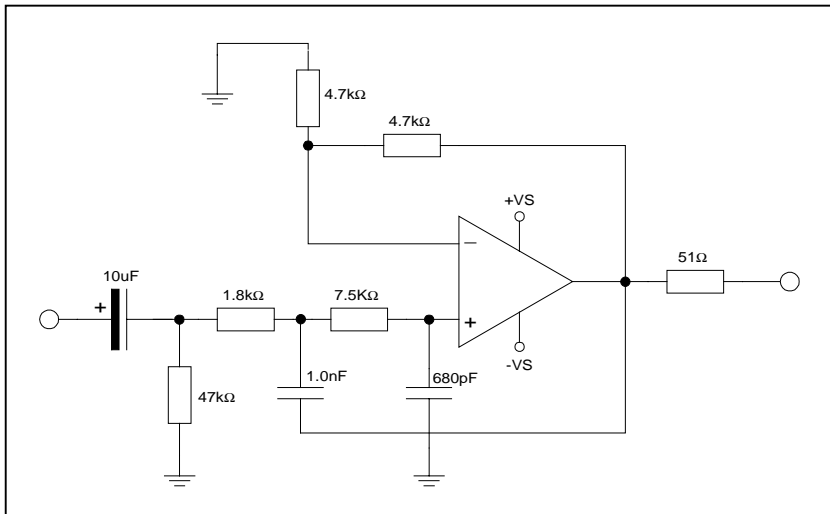 4.7kΩ
4.7kΩ
+VS
−
51Ω
10uF
+
1.8kΩ
7.5KΩ
+
-VS
1.0nF
680pF
47kΩ